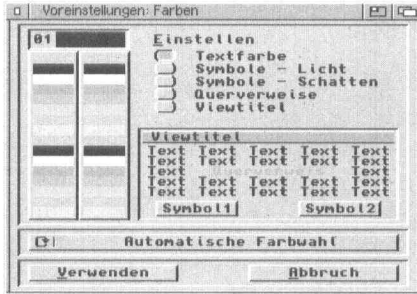 Voreinstellungen: Farben
01
Einstellen
Textfarbe
Symbole - Licht
Symbole - Schatten
Querverweise
Viewtitel
Viewtitel
Text Text Text Text Text
Text Text Text Text Text
Text Querverweis Text
Text Text Text Text Text
Text Text Text Text Text
Symbol1 Symbol2
Automatische Farbwahl
Verwenden Abbruch